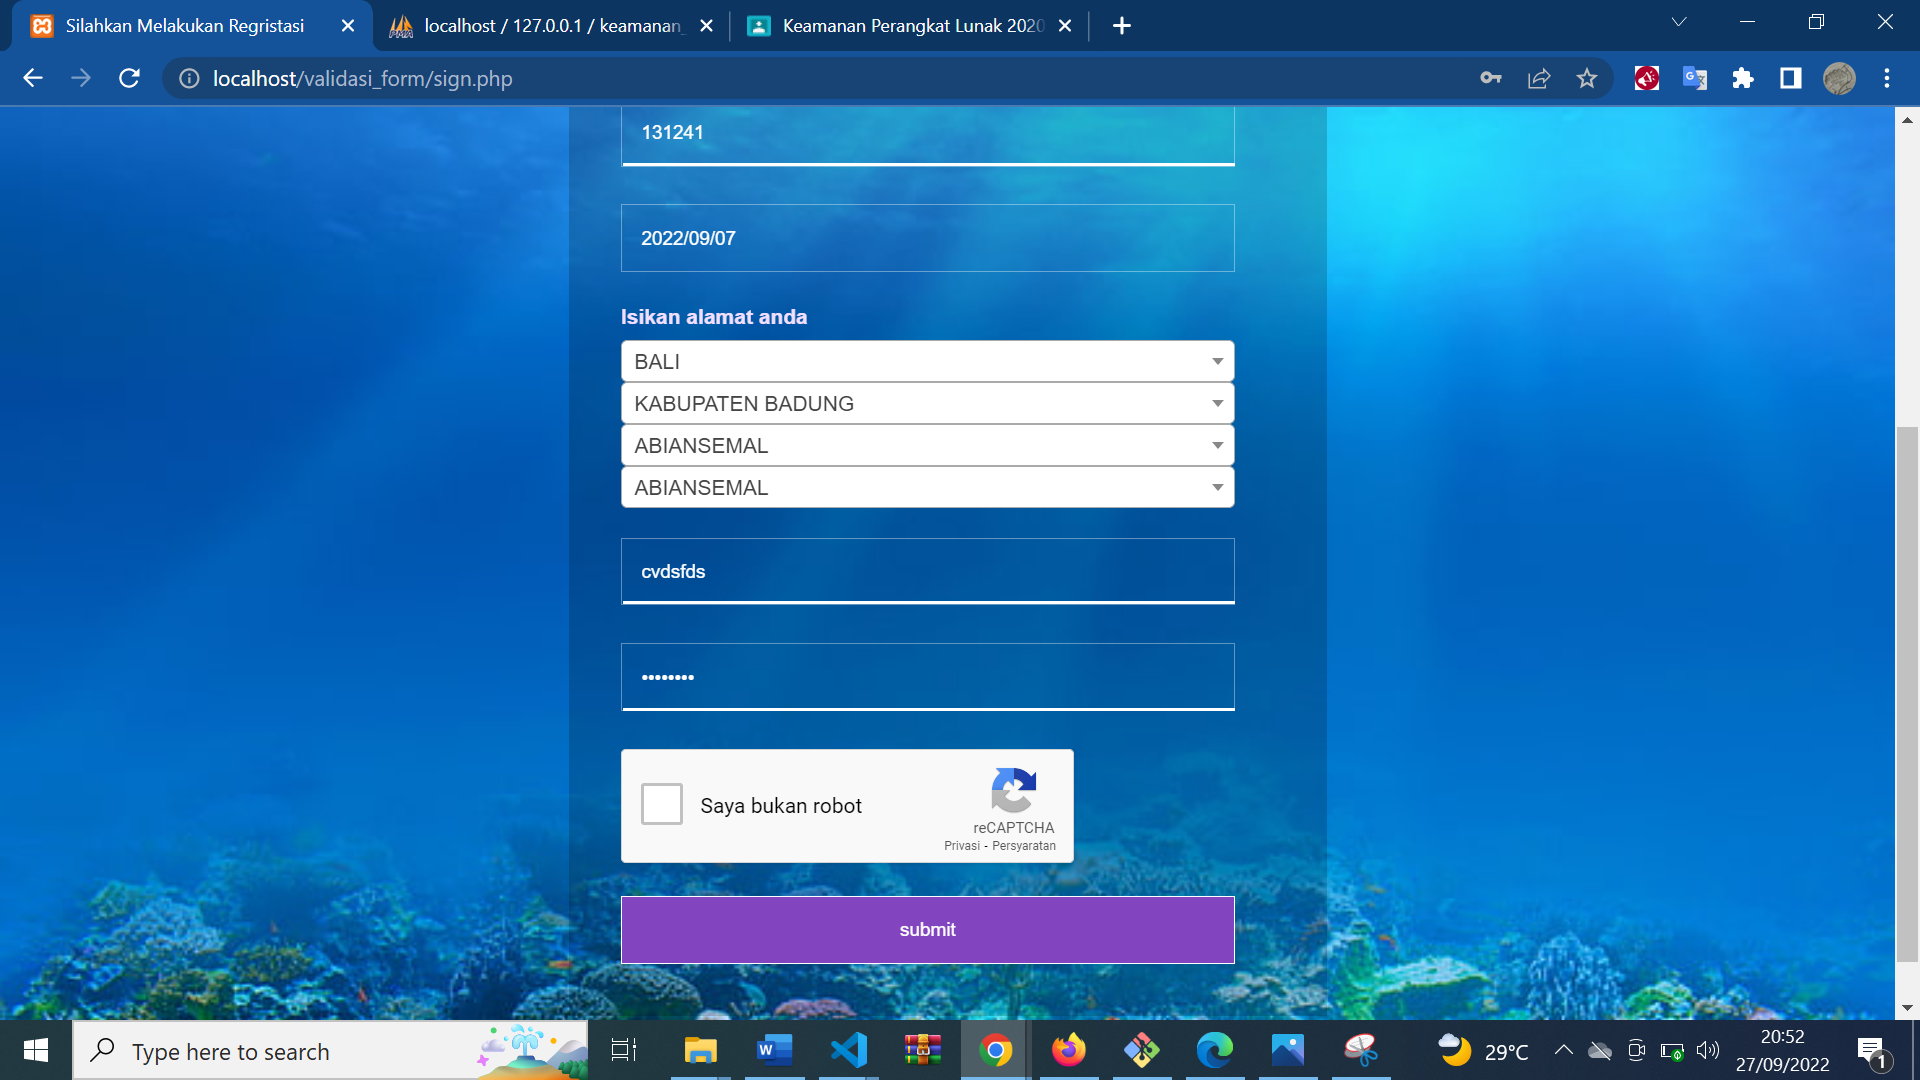 Silahkan Melakukan Regristasi
localhost / 127.0.0.1 / keamanan_
Keamanan Perangkat Lunak 2020
localhost/validasi_form/sign.php
131241
2022/09/07
Isikan alamat anda
BALI
KABUPATEN BADUNG
ABIANSEMAL
ABIANSEMAL
cvdsfds
••••••••
Saya bukan robot
reCAPTCHA
Privasi - Persyaratan
submit
Type here to search
29°C
20:52
27/09/2022
1